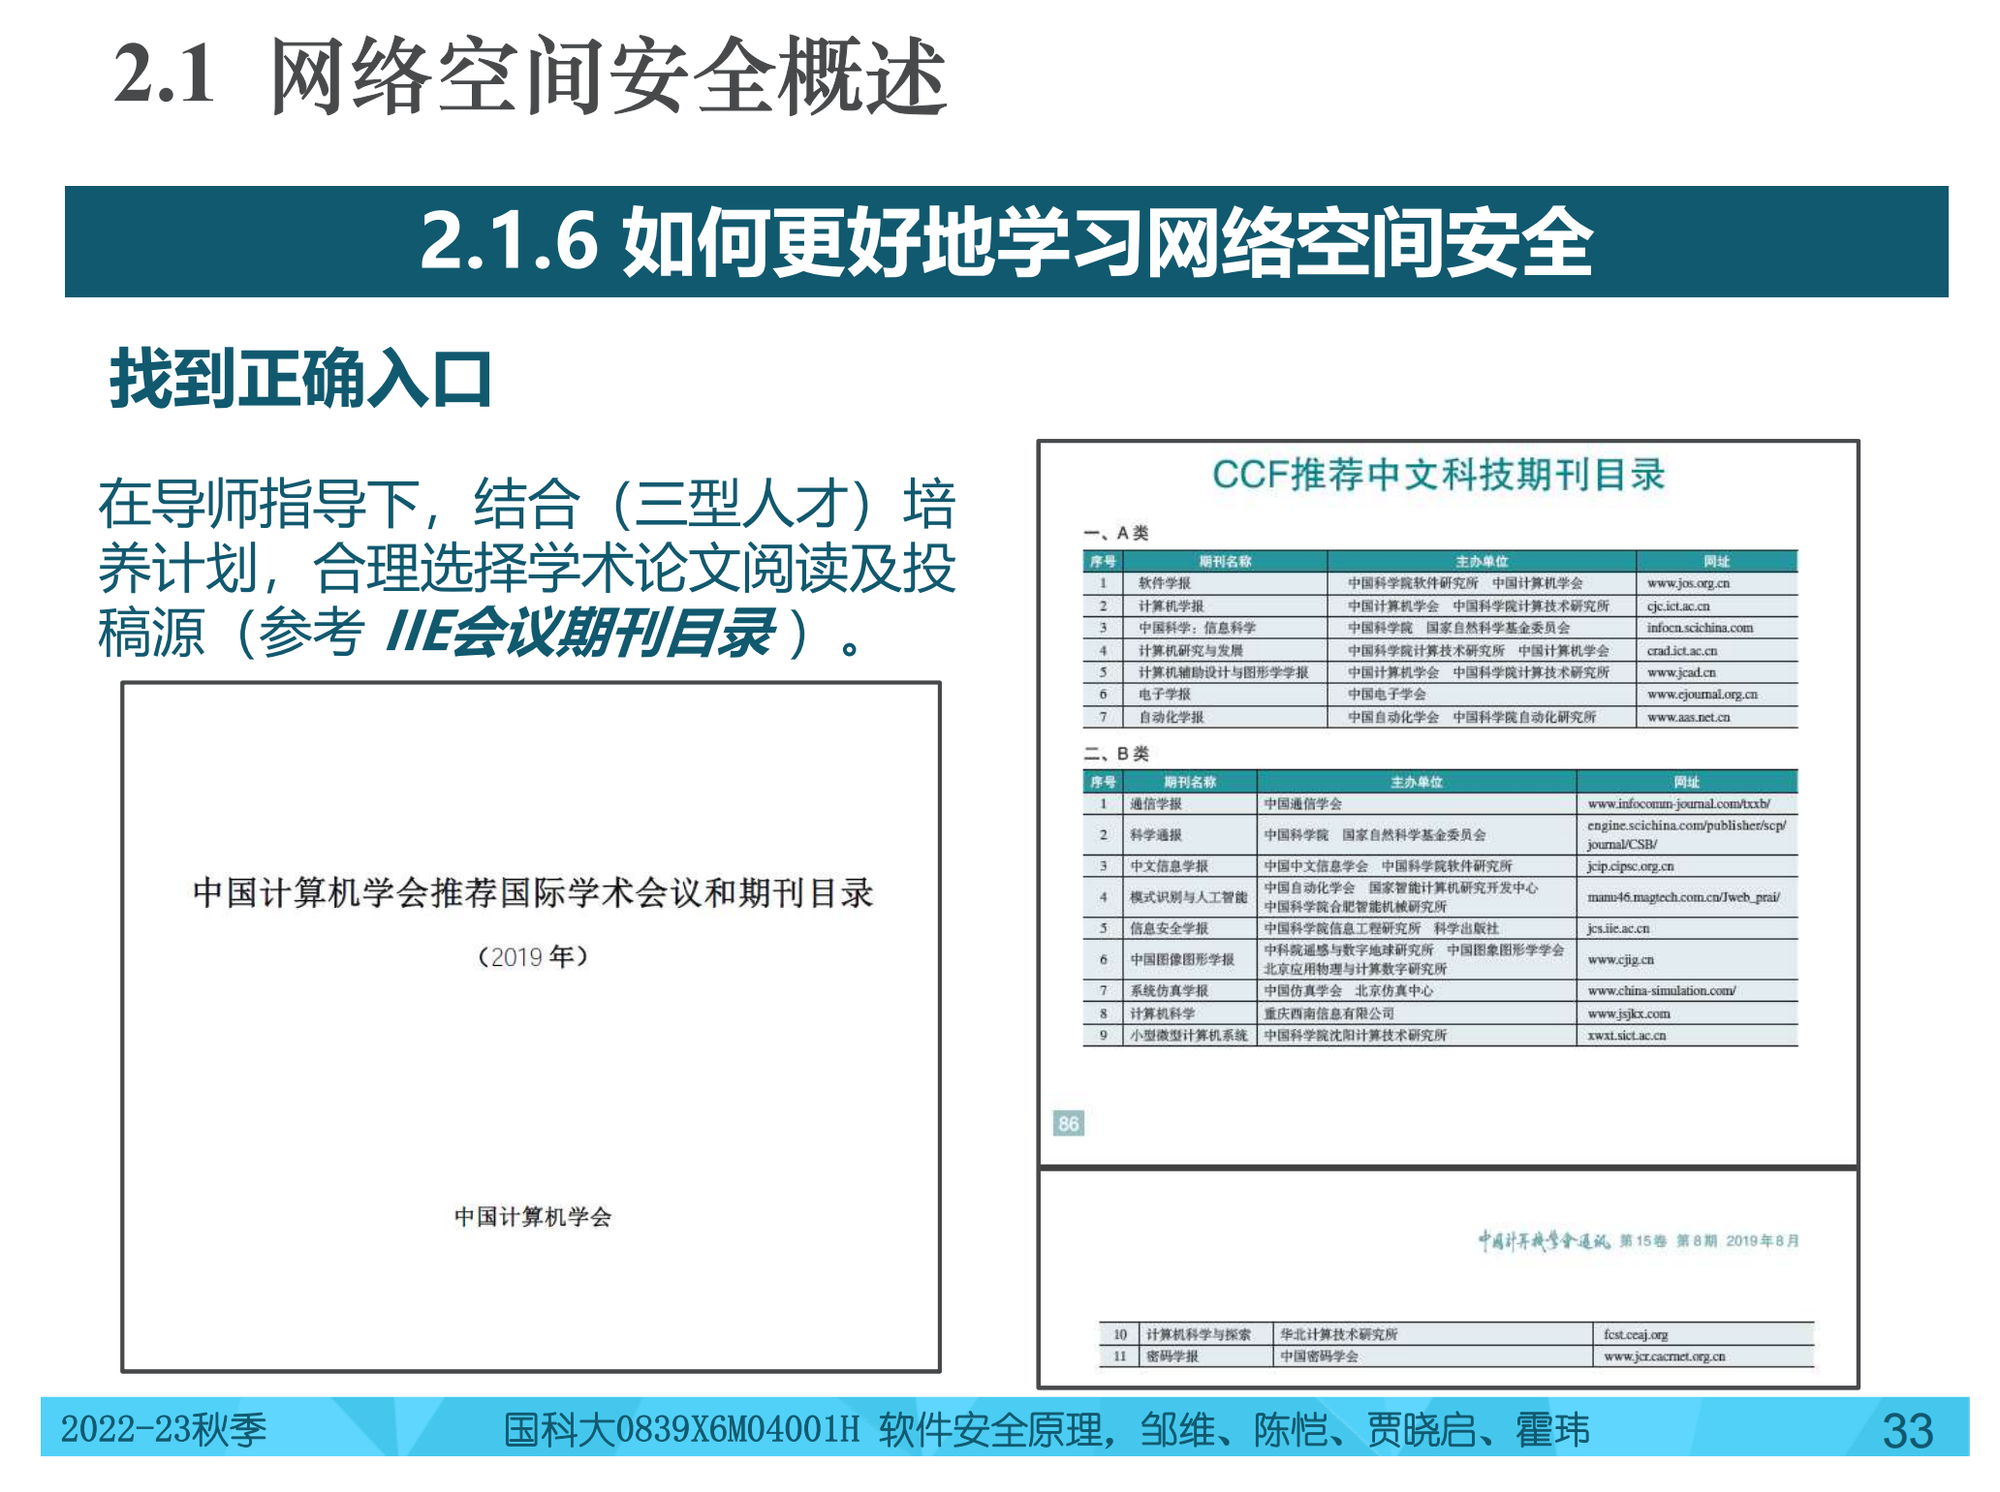 2.1 网络空间安全概述
2.1.6 如何更好地学习网络空间安全
找到正确入口
在导师指导下，结合（三型人才）培
养计划，合理选择学术论文阅读及投
稿源（参考 IIE会议期刊目录 ）。
中国计算机学会推荐国际学术会议和期刊目录
（2019 年）
中国计算机学会
CCF推荐中文科技期刊目录
一、A 类
序号 期刊名称 主办单位 网址
1 软件学报 中国科学院软件研究所 中国计算机学会 www.jos.org.cn
2 计算机学报 中国计算机学会 中国科学院计算技术研究所 cjc.ict.ac.cn
3 中国科学：信息科学 中国科学院 国家自然科学基金委员会 infocn.scichina.com
4 计算机研究与发展 中国科学院计算技术研究所 中国计算机学会 crad.ict.ac.cn
5 计算机辅助设计与图形学学报 中国计算机学会 中国科学院计算技术研究所 www.jcad.cn
6 电子学报 中国电子学会 www.ejournal.org.cn
7 自动化学报 中国自动化学会 中国科学院自动化研究所 www.aas.net.cn
二、B 类
序号 期刊名称 主办单位 网址
1 通信学报 中国通信学会 www.infocomm-journal.com/txxb/
2 科学通报 中国科学院 国家自然科学基金委员会 engine.scichina.com/publisher/scp/
journal/CSB/
3 中文信息学报 中国中文信息学会 中国科学院软件研究所 jcip.cipsc.org.cn
4 模式识别与人工智能 中国自动化学会 国家智能计算机研究开发中心
中国科学院合肥智能机械研究所 manu46.magtech.com.cn/Jweb_prai/
5 信息安全学报 中国科学院信息工程研究所 科学出版社 jcs.iie.ac.cn
6 中国图像图形学报 中科院遥感与数字地球研究所 中国图象图形学学会
北京应用物理与计算数学研究所 www.cjig.cn
7 系统仿真学报 中国仿真学会 北京仿真中心 www.china-simulation.com/
8 计算机科学 重庆西南信息有限公司 www.jsjkx.com
9 小型微型计算机系统 中国科学院沈阳计算技术研究所 xwxt.sict.ac.cn
86
中国计算机学会通讯 第 15 卷 第 8 期 2019 年 8 月
10 计算机科学与探索 华北计算技术研究所 fcst.ceaj.org
11 密码学报 中国密码学会 www.jcr.cacrnet.org.cn
2022-23秋季
国科大0839X6M04001H 软件安全原理，邹维、陈恺、贾晓启、霍玮
33